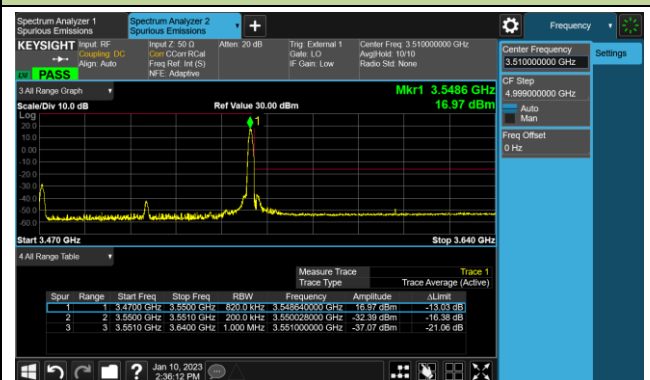 Spectrum Analyzer 1
Spurious Emissions
Spectrum Analyzer 2
Spurious Emissions
Frequency
KEYSIGHT
Input: RF
Coupling: DC
Align: Auto
Input Z: 50 Ω
Corr CCorr RCal
Freq Ref: Int (S)
NFE: Adaptive
Atten: 20 dB
Trig: External 1
Gate: LO
IF Gain: Low
Center Freq: 3.510000000 GHz
Avg|Hold: 10/10
Radio Std: None
PASS
Center Frequency
3.510000000 GHz
Settings
CF Step
4.999000000 GHz
Auto
Man
Freq Offset
0 Hz
3 All Range Graph
Mkr1 3.5486 GHz
Scale/Div 10.0 dB
Ref Value 30.00 dBm
16.97 dBm
Log
20.0
10.0
0.00
-10.0
-20.0
-30.0
-40.0
-50.0
-60.0
1
Start 3.470 GHz
Stop 3.640 GHz
4 All Range Table
Measure Trace Trace 1
Trace Type Trace Average (Active)
Spur Range Start Freq Stop Freq RBW Frequency Amplitude ΔLimit
1 1 3.4700 GHz 3.5500 GHz 820.0 kHz 3.548640000 GHz 16.97 dBm -13.03 dB
2 2 3.5500 GHz 3.5510 GHz 200.0 kHz 3.550028000 GHz -32.39 dBm -16.38 dB
3 3 3.5510 GHz 3.6400 GHz 1.000 MHz 3.551000000 GHz -37.07 dBm -21.06 dB
?
Jan 10, 2023
2:36:12 PM